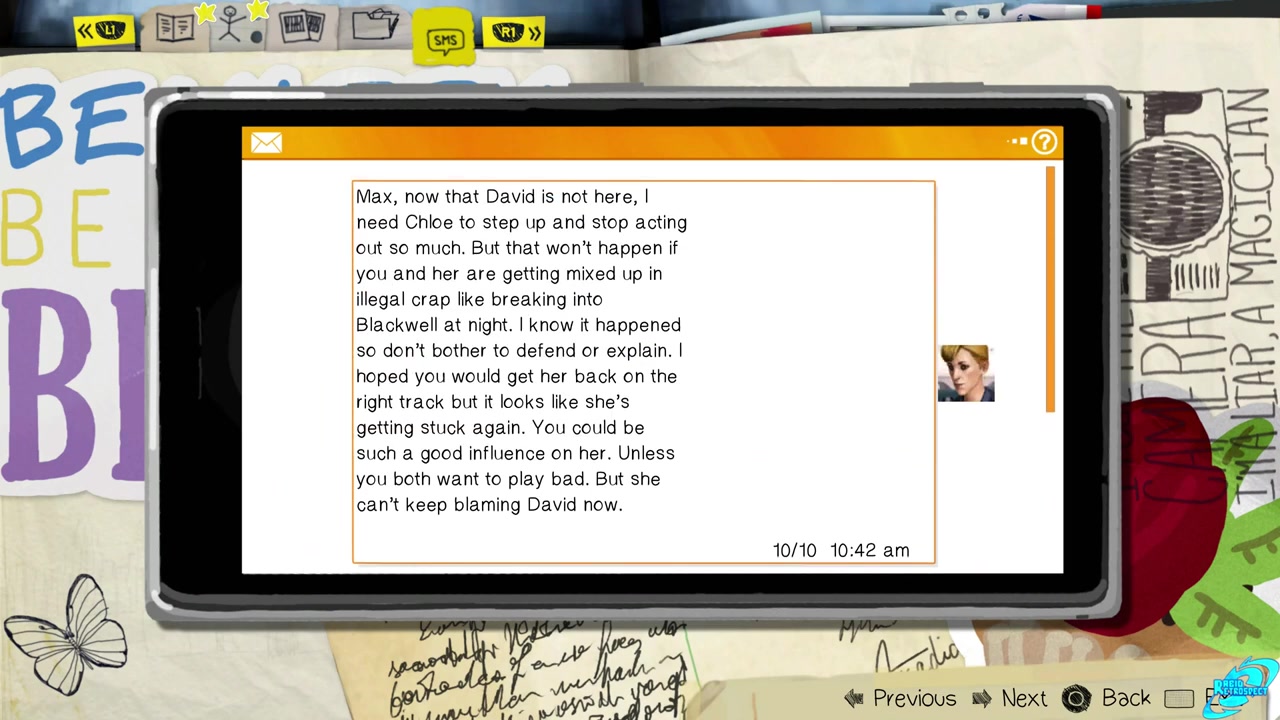 L1
SMS
R1
BE
BE
Max, now that David is not here, I
need Chloe to step up and stop acting
out so much. But that won't happen if
you and her are getting mixed up in
illegal crap like breaking into
Blackwell at night. I know it happened
so don't bother to defend or explain. I
hoped you would get her back on the
right track but it looks like she's
getting stuck again. You could be
such a good influence on her. Unless
you both want to play bad. But she
can't keep blaming David now.
10/10 10:42 am
?
CAMERA
I'M A LIAR, A MAGICIAN
Previous Next Back
RETROSPECT